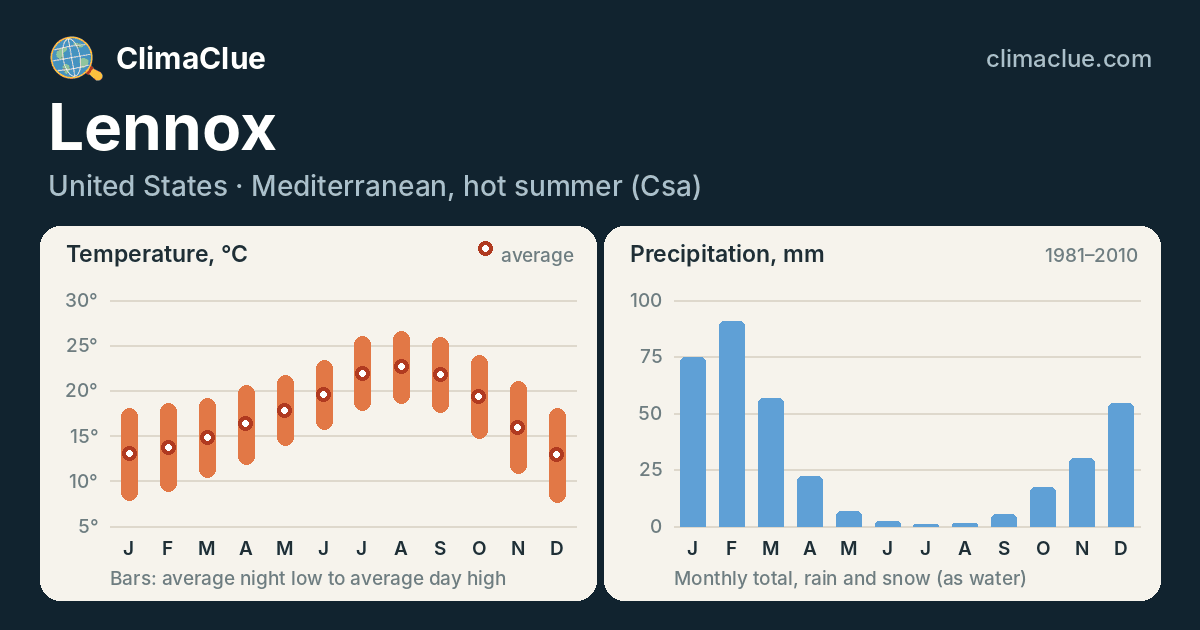 ClimaClue
climaclue.com
Lennox
United States · Mediterranean, hot summer (Csa)
Temperature, °C
average
30°
25°
20°
15°
10°
5°
J F M A M J J A S O N D
Bars: average night low to average day high
Precipitation, mm
1981–2010
100
75
50
25
0
J F M A M J J A S O N D
Monthly total, rain and snow (as water)